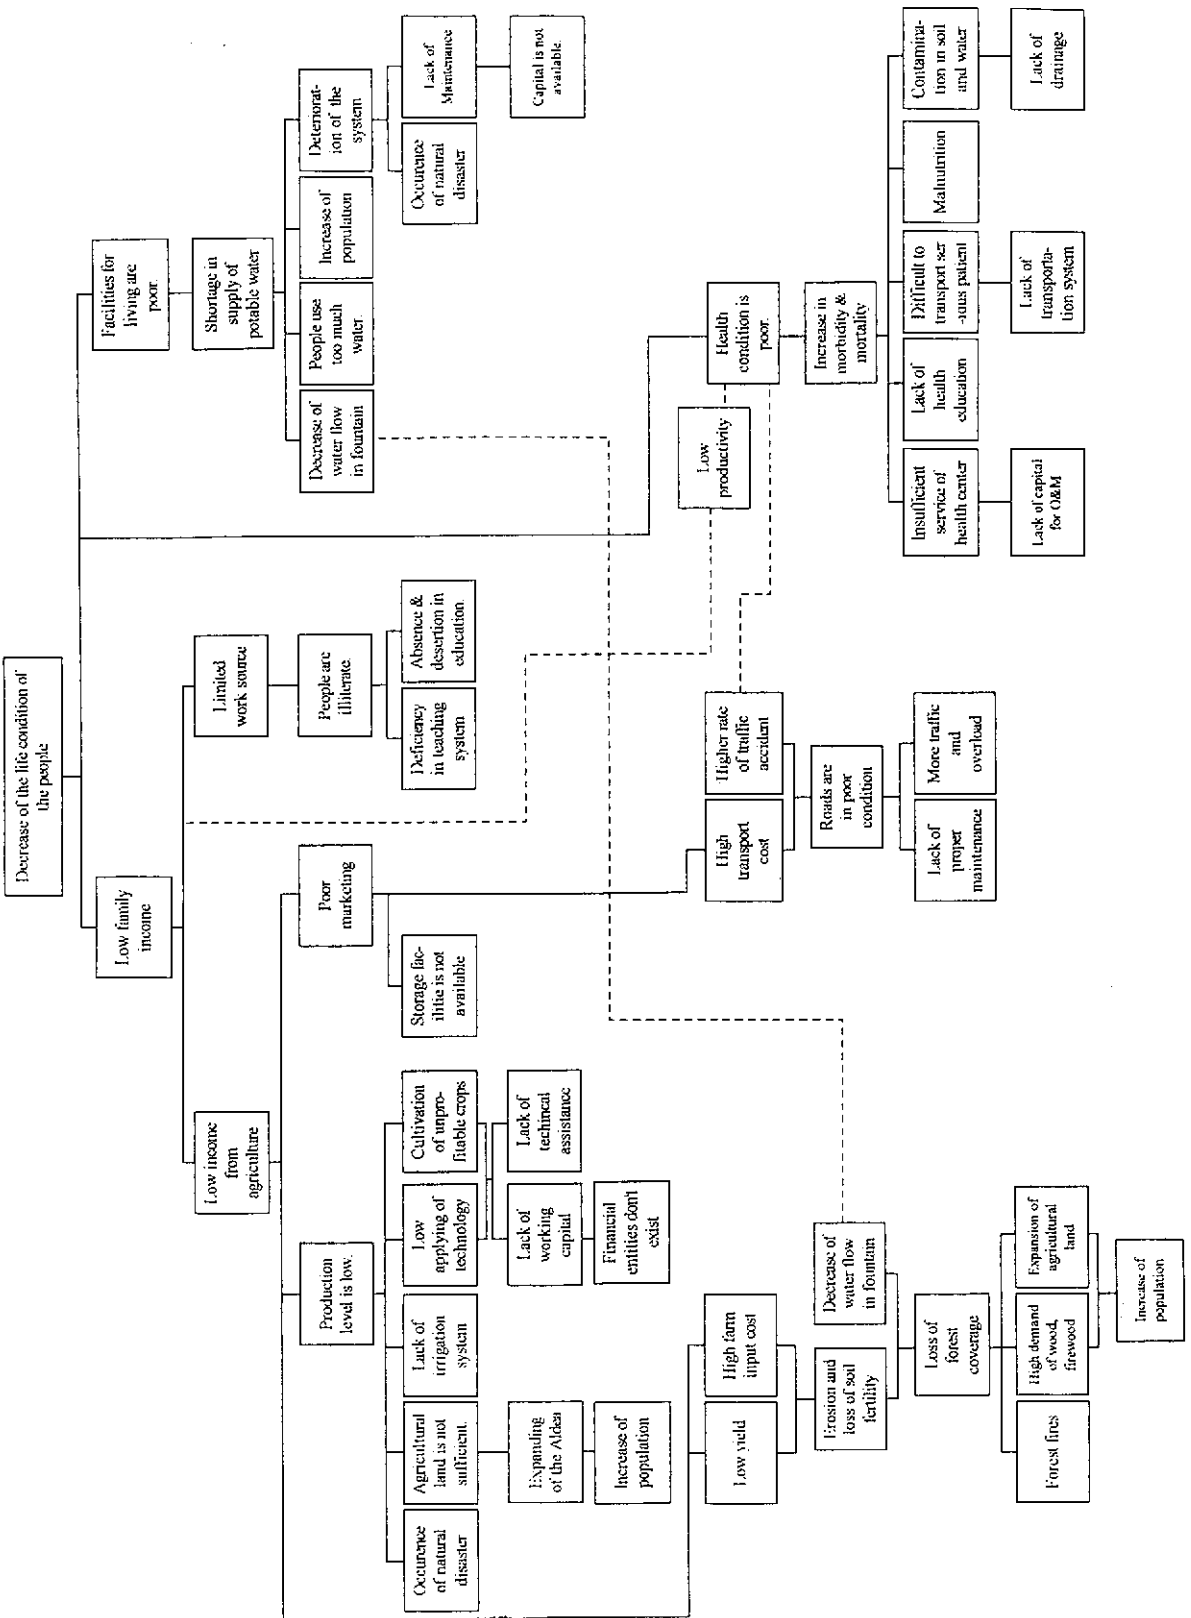 Decrease of the life condition of
the people
Low family
income
Facilities for
living are
poor.
Low income
from
agriculture
Limited
work source
Shortage in
supply of
potable water
Production
level is low.
Poor
marketing
People are
illiterate.
Decrease of
water flow
in fountain
People use
too much
water.
Increase of
population
Deteriorat-
ion of the
system
Occurence
of natural
disaster
Agricultural
land is not
sufficient.
Lack of
irrigation
system
Low
applying of
technology
Cultivation
of unpro-
fitable crops
Storage fac-
ilitie is not
available
Deficiency
in teaching
system
Absence &
desertion in
education.
Occurence
of natural
disaster
Lack of
Maintenance
Expanding
of the Alden
Lack of
working
capital
Lack of
techincal
assistance
Capital is not
available.
Increase of
population
Financial
entities don't
exist
Low
productivity
Low yield
High farm
input cost
High
transport
cost
Higher rate
of traffic
accident
Health
condition is
poor.
Erosion and
loss of soil
fertility
Decrease of
water flow
in fountain
Roads are
in poor
condition
Increase in
morbidity &
mortality
Loss of
forest
coverage
Lack of
proper
maintenance
More traffic
and
overload
Insufficient
service of
health center
Lack of
health
education
Difficult to
transport ser
-ious patient
Malnutrition
Contamina-
tion in soil
and water
Forest fires
High demand
of wood,
firewood
Expansion of
agricultural
land
Lack of capital
for O&M
Lack of
transporta-
tion system
Lack of
drainage
Increase of
population